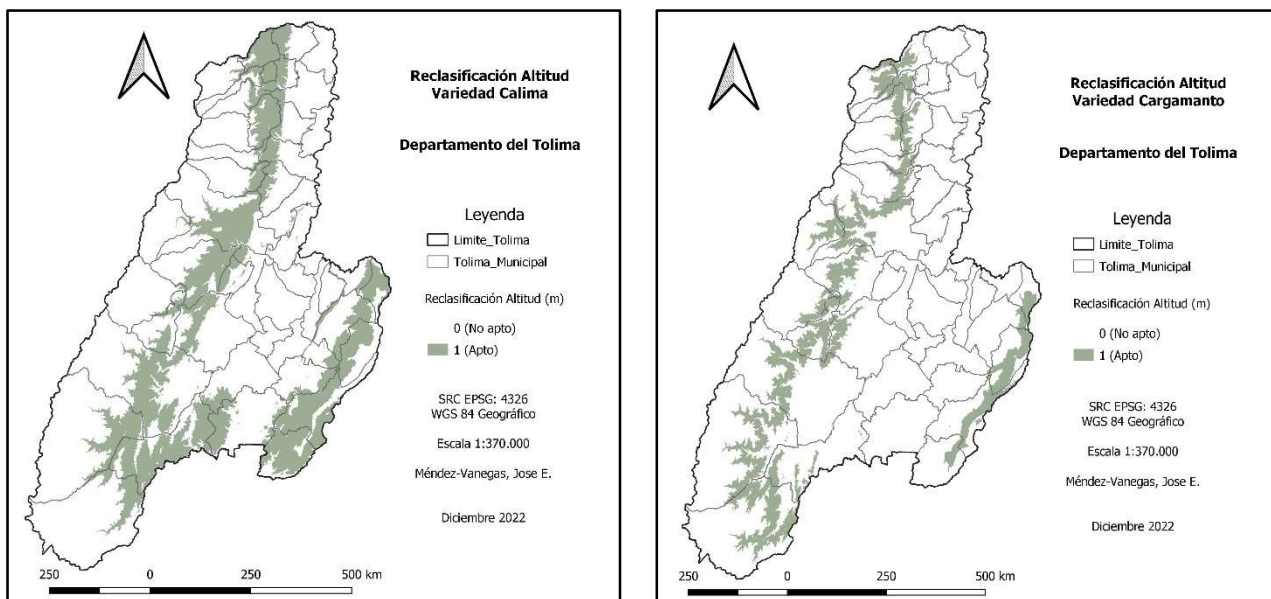 Reclasificación Altitud
Variedad Calima
Departamento del Tolima
Leyenda
Limite_Tolima
Tolima_Municipal
Reclasificación Altitud (m)
0 (No apto)
1 (Apto)
SRC EPSG: 4326
WGS 84 Geográfico
Escala 1:370.000
Méndez-Vanegas, Jose E.
Diciembre 2022
250 0 250 500 km
Reclasificación Altitud
Variedad Cargamanto
Departamento del Tolima
Leyenda
Limite_Tolima
Tolima_Municipal
Reclasificación Altitud (m)
0 (No apto)
1 (Apto)
SRC EPSG: 4326
WGS 84 Geográfico
Escala 1:370.000
Méndez-Vanegas, Jose E.
Diciembre 2022
250 0 250 500 km